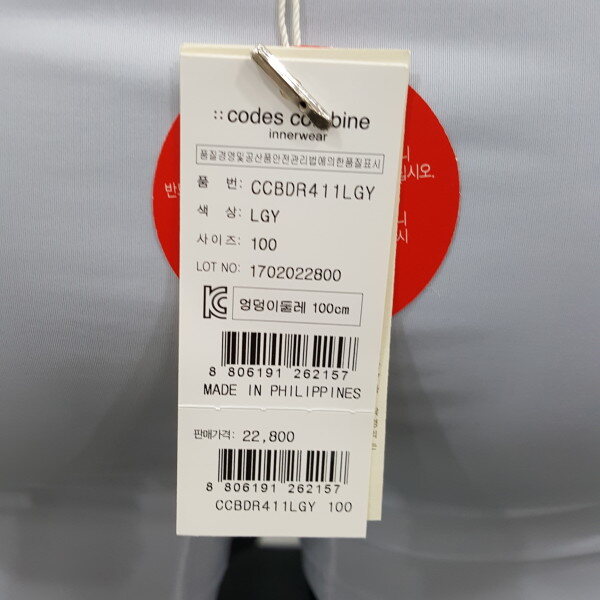 :: codes combine
innerwear
품질경영및공산품안전관리법에의한품질표시
품 번: CCBDR411LGY
색 상: LGY
사이즈: 100
LOT NO: 1702022800
엉덩이둘레 100cm
8 806191 262157
MADE IN PHILIPPINES
판매가격: 22,800
8 806191 262157
CCBDR411LGY 100